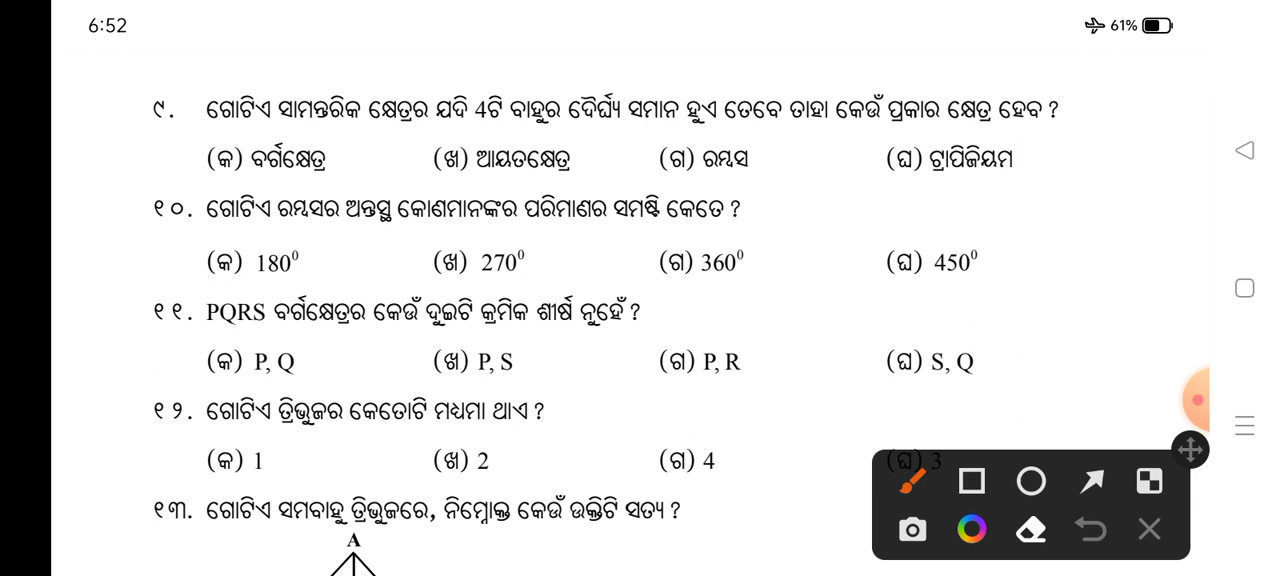 6:52
61%
୯. ଗୋଟିଏ ସାମନ୍ତରିକ କ୍ଷେତ୍ରର ଯଦି 4ଟି ବାହୁର ଦୈର୍ଘ୍ୟ ସମାନ ହୁଏ ତେବେ ତାହା କେଉଁ ପ୍ରକାର କ୍ଷେତ୍ର ହେବ ?
(କ) ବର୍ଗକ୍ଷେତ୍ର (ଖ) ଆୟତକ୍ଷେତ୍ର (ଗ) ରମ୍ଭସ (ଘ) ଟ୍ରାପିଜିୟମ
୧୦. ଗୋଟିଏ ରମ୍ଭସର ଅନ୍ତସ୍ଥ କୋଣମାନଙ୍କର ପରିମାଣର ସମଷ୍ଟି କେତେ ?
(କ) 180⁰ (ଖ) 270⁰ (ଗ) 360⁰ (ଘ) 450⁰
୧୧. PQRS ବର୍ଗକ୍ଷେତ୍ରର କେଉଁ ଦୁଇଟି କ୍ରମିକ ଶୀର୍ଷ ନୁହେଁ ?
(କ) P, Q (ଖ) P, S (ଗ) P, R (ଘ) S, Q
୧୨. ଗୋଟିଏ ତ୍ରିଭୁଜର କେତୋଟି ମଧ୍ୟମା ଥାଏ ?
(କ) 1 (ଖ) 2 (ଗ) 4 (ଘ) 3
୧୩. ଗୋଟିଏ ସମବାହୁ ତ୍ରିଭୁଜରେ, ନିମ୍ନୋକ୍ତ କେଉଁ ଉକ୍ତିଟି ସତ୍ୟ ?
A